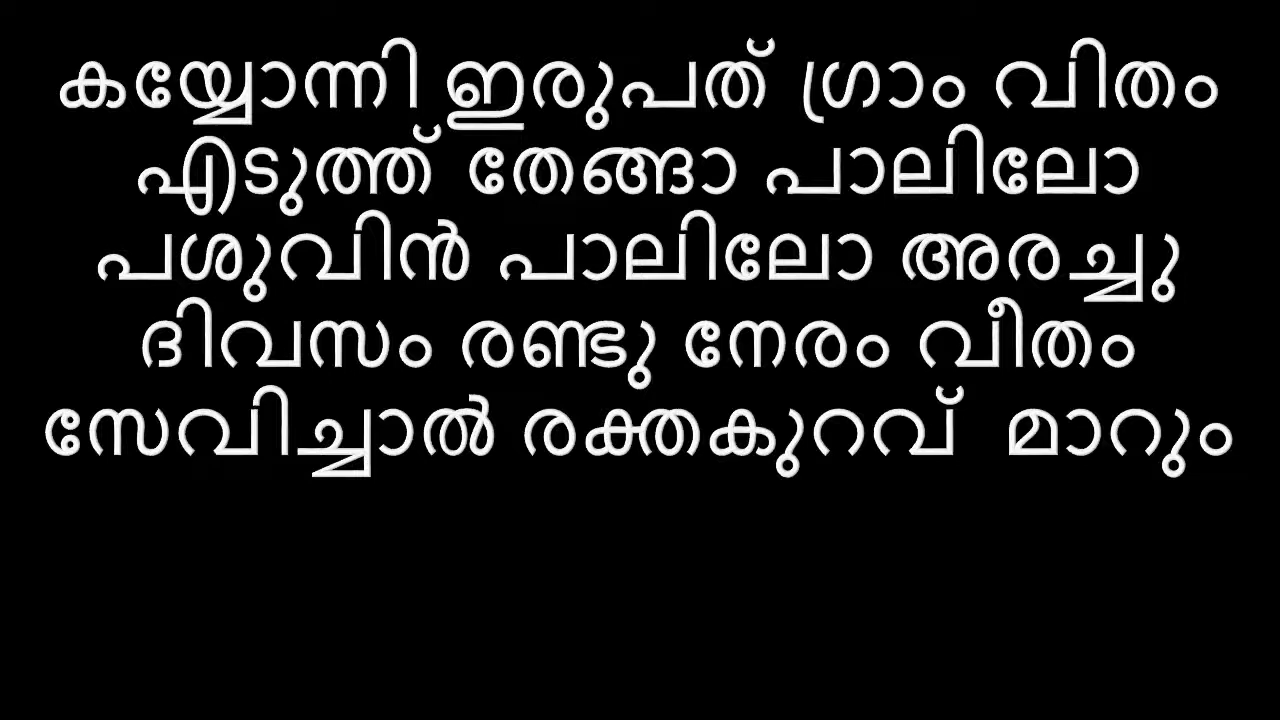 കയ്യോന്നി ഇരുപത് ഗ്രാം വിതം
എടുത്ത് തേങ്ങാ പാലിലോ
പശുവിൻ പാലിലോ അരച്ചു
ദിവസം രണ്ടു നേരം വീതം
സേവിച്ചാൽ രക്തകുറവ് മാറും